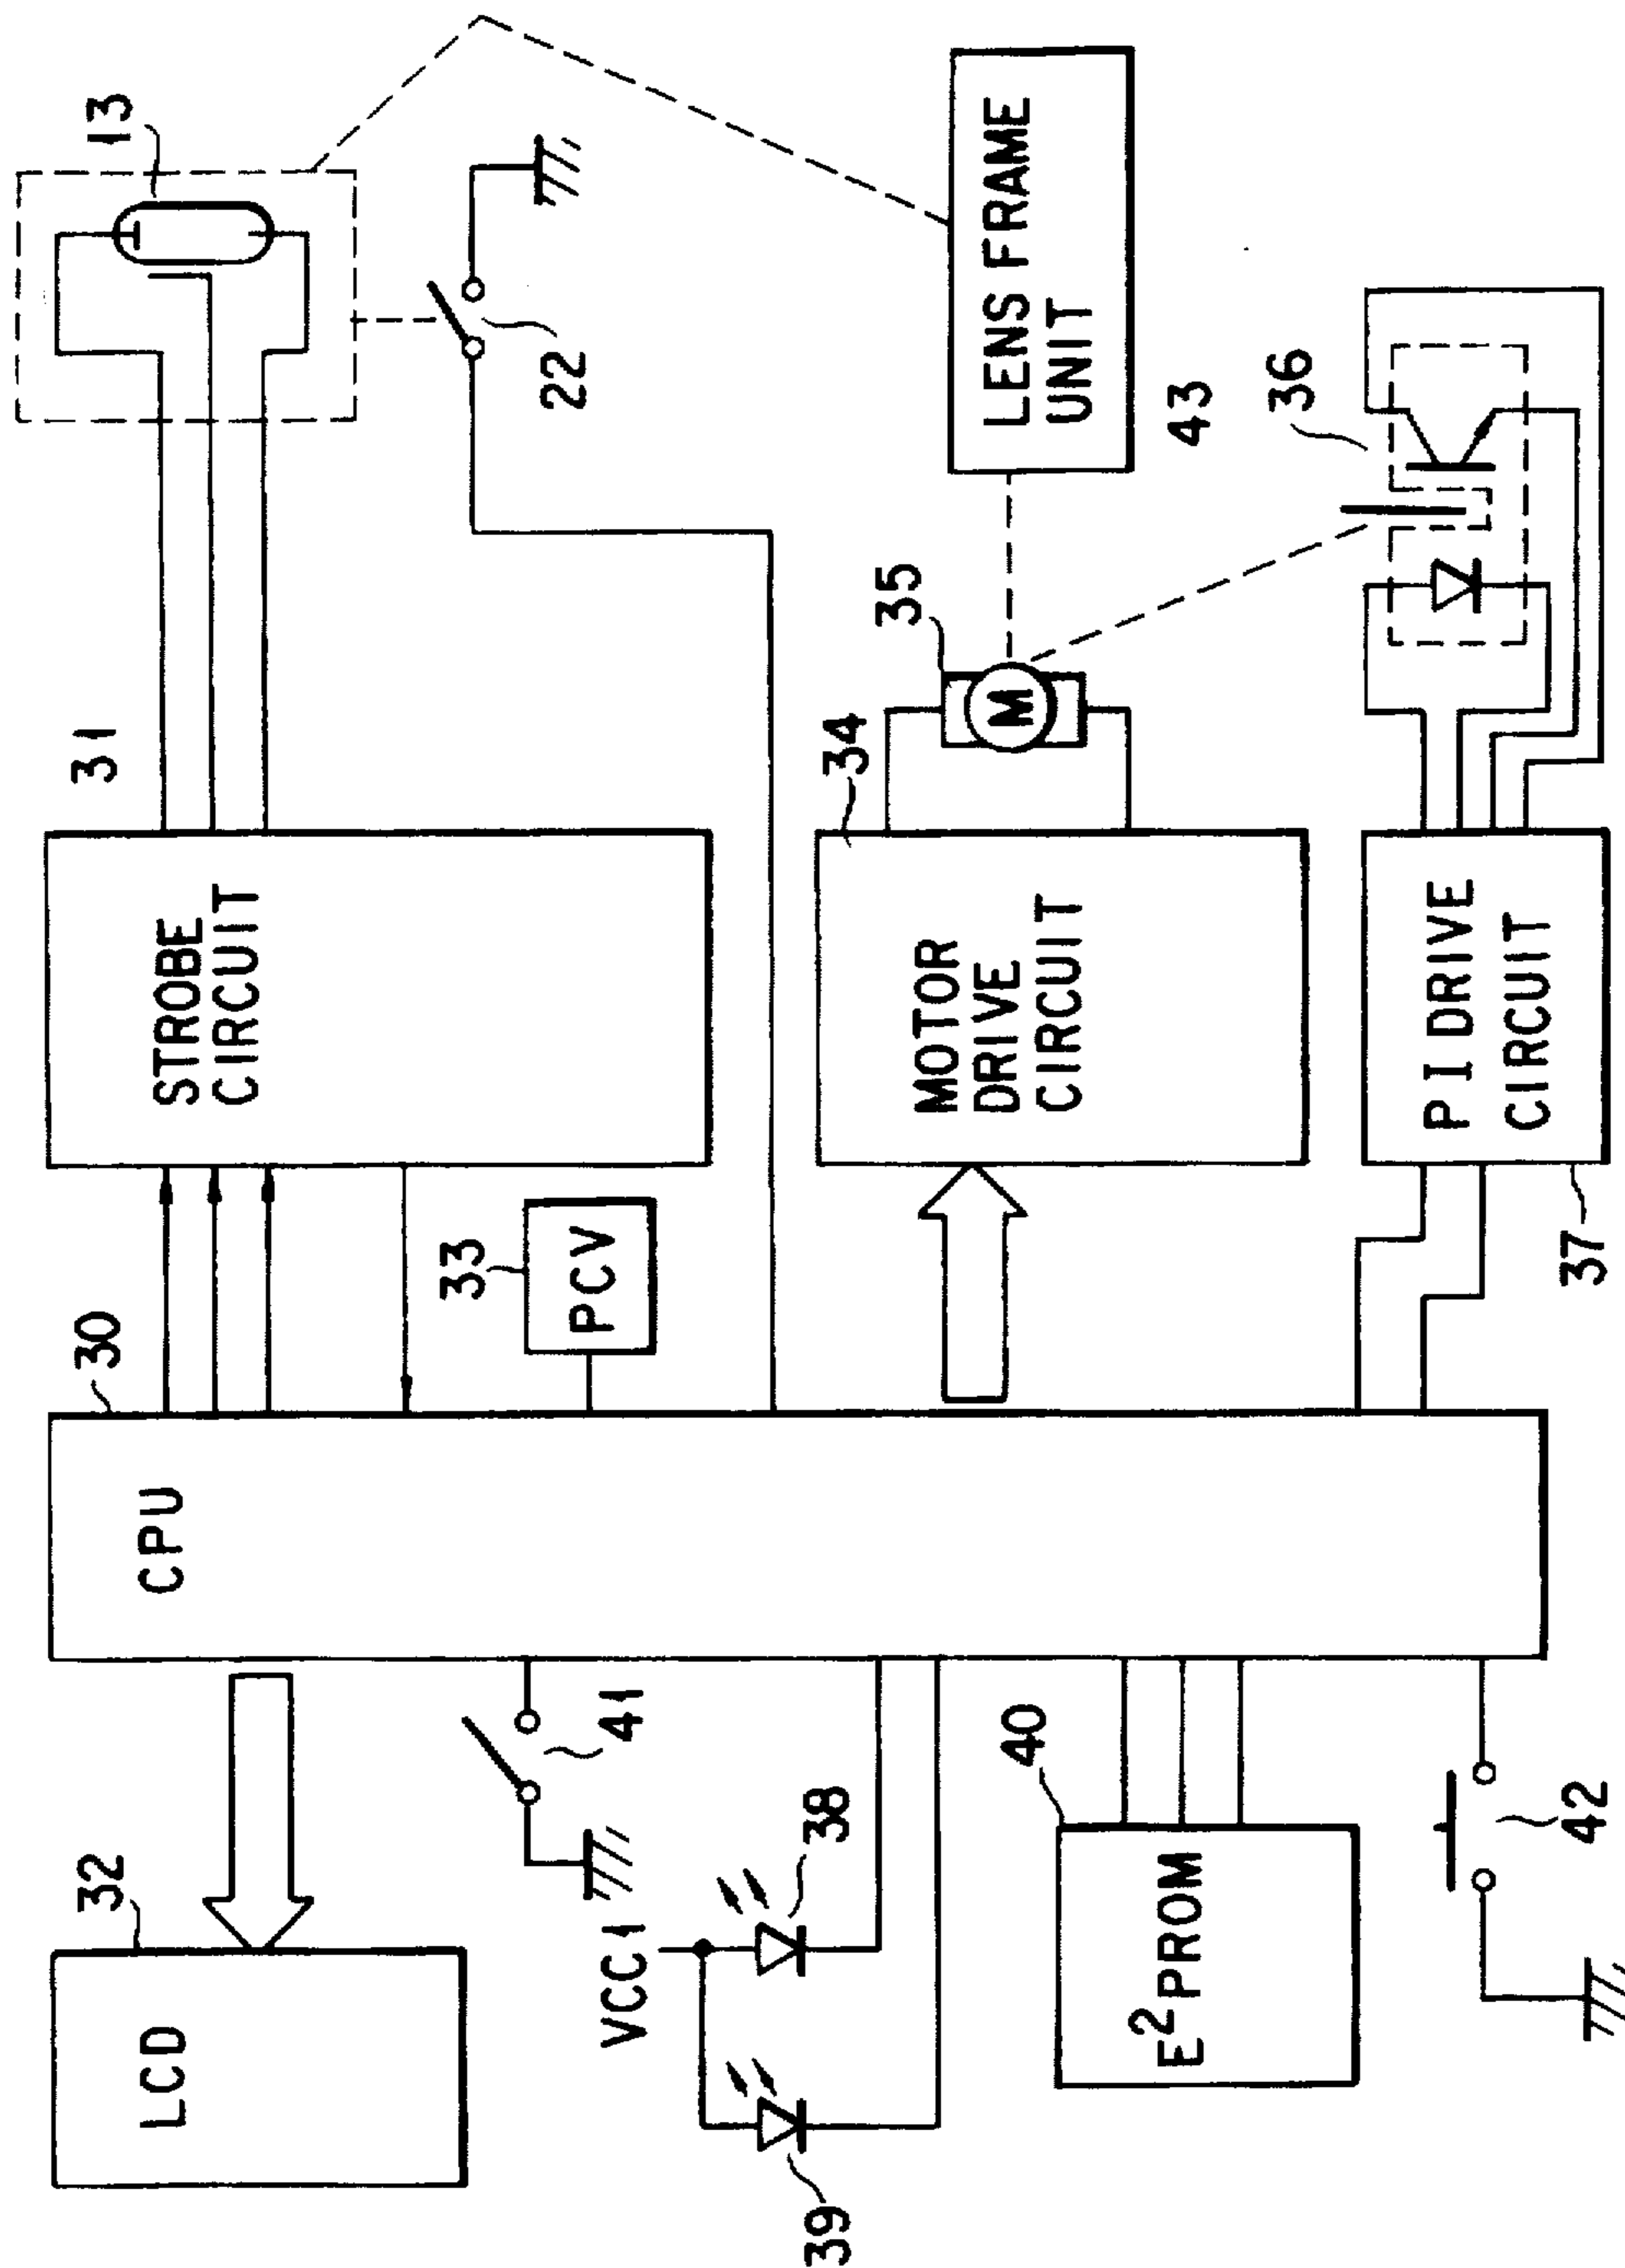 32
LCD
30
CPU
31
STROBE
CIRCUIT
13
33
PCV
22
41
VCC1
38
39
34
MOTOR
DRIVE
CIRCUIT
35
LENS FRAME
UNIT
43
40
E²PROM
42
37
PI DRIVE
CIRCUIT
36
M